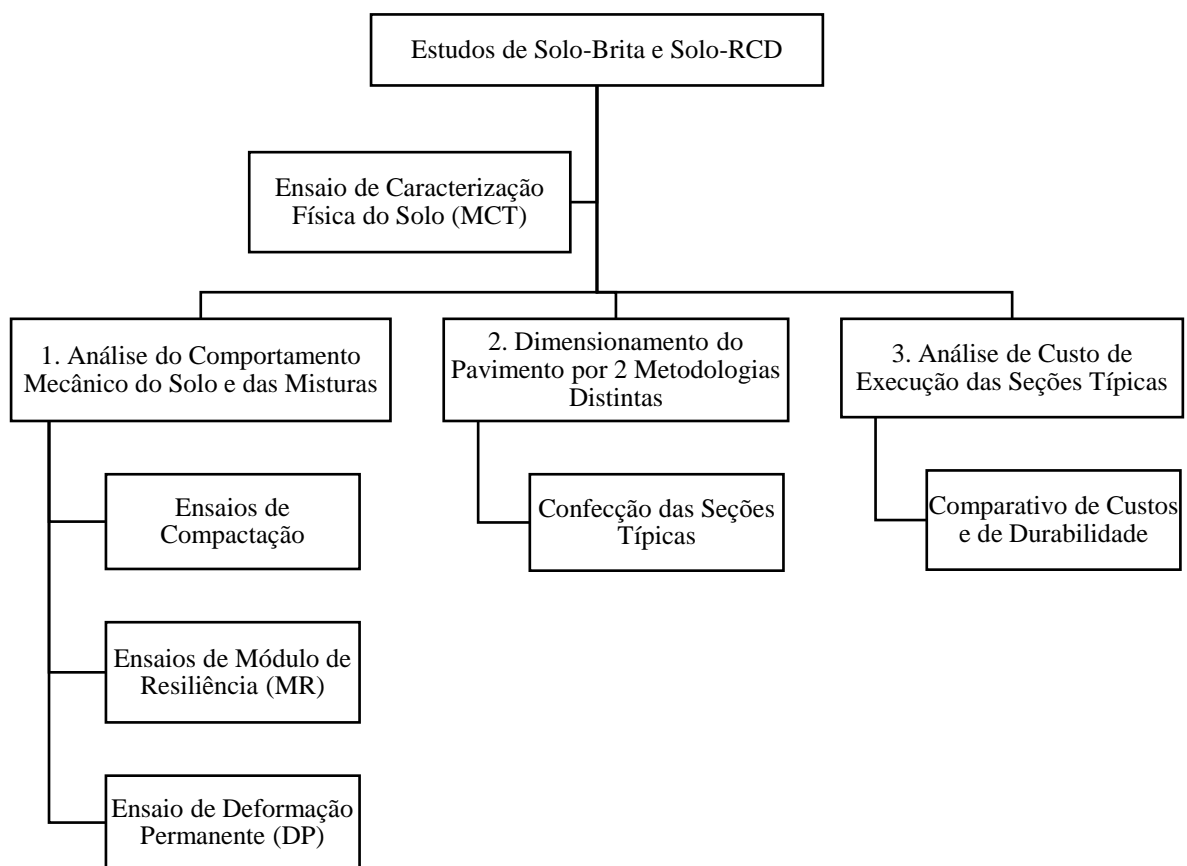 Estudos de Solo-Brita e Solo-RCD
Ensaio de Caracterização
Física do Solo (MCT)
1. Análise do Comportamento
Mecânico do Solo e das Misturas
Ensaios de
Compactação
Ensaios de Módulo de
Resiliência (MR)
Ensaio de Deformação
Permanente (DP)
2. Dimensionamento do
Pavimento por 2 Metodologias
Distintas
Confecção das Seções
Típicas
3. Análise de Custo de
Execução das Seções Típicas
Comparativo de Custos
e de Durabilidade